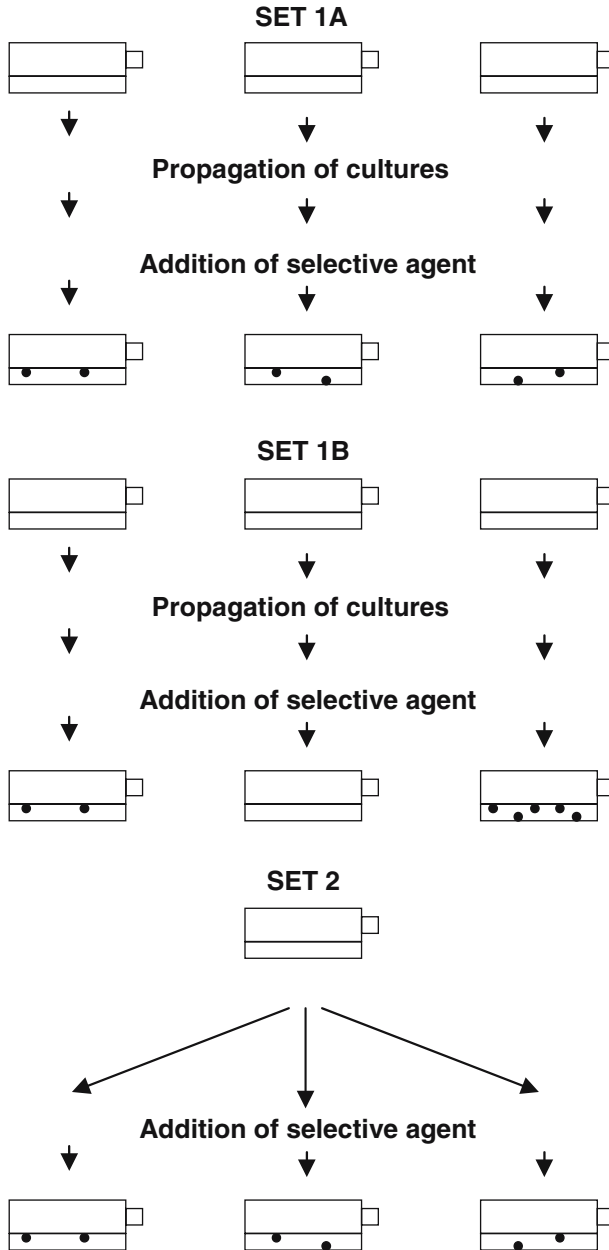 SET 1A
Propagation of cultures
Addition of selective agent
SET 1B
Propagation of cultures
Addition of selective agent
SET 2
Addition of selective agent